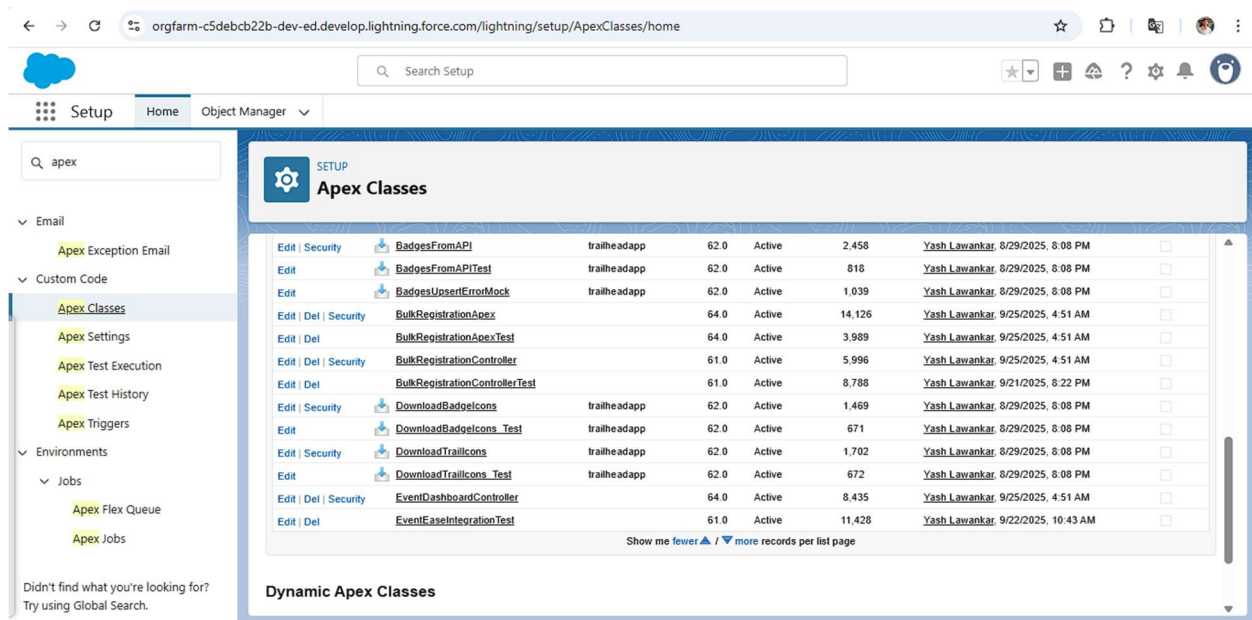 orgfarm-c5debcb22b-dev-ed.develop.lightning.force.com/lightning/setup/ApexClasses/home
Search Setup
Setup Home Object Manager
apex
Email
Apex Exception Email
Custom Code
Apex Classes
Apex Settings
Apex Test Execution
Apex Test History
Apex Triggers
Environments
Jobs
Apex Flex Queue
Apex Jobs
Didn't find what you're looking for?
Try using Global Search.
SETUP
Apex Classes
Edit | Security BadgesFromAPI trailheadapp 62.0 Active 2,458 Yash Lawankar, 8/29/2025, 8:08 PM
Edit BadgesFromAPITest trailheadapp 62.0 Active 818 Yash Lawankar, 8/29/2025, 8:08 PM
Edit BadgesUpsertErrorMock trailheadapp 62.0 Active 1,039 Yash Lawankar, 8/29/2025, 8:08 PM
Edit | Del | Security BulkRegistrationApex 64.0 Active 14,126 Yash Lawankar, 9/25/2025, 4:51 AM
Edit | Del BulkRegistrationApexTest 64.0 Active 3,989 Yash Lawankar, 9/25/2025, 4:51 AM
Edit | Del | Security BulkRegistrationController 61.0 Active 5,996 Yash Lawankar, 9/25/2025, 4:51 AM
Edit | Del BulkRegistrationControllerTest 61.0 Active 8,788 Yash Lawankar, 9/21/2025, 8:22 PM
Edit | Security DownloadBadgeIcons trailheadapp 62.0 Active 1,469 Yash Lawankar, 8/29/2025, 8:08 PM
Edit DownloadBadgeIcons_Test trailheadapp 62.0 Active 671 Yash Lawankar, 8/29/2025, 8:08 PM
Edit | Security DownloadTrailIcons trailheadapp 62.0 Active 1,702 Yash Lawankar, 8/29/2025, 8:08 PM
Edit DownloadTrailIcons_Test trailheadapp 62.0 Active 672 Yash Lawankar, 8/29/2025, 8:08 PM
Edit | Del | Security EventDashboardController 64.0 Active 8,435 Yash Lawankar, 9/25/2025, 4:51 AM
Edit | Del EventEaseIntegrationTest 61.0 Active 11,428 Yash Lawankar, 9/22/2025, 10:43 AM
Show me fewer / more records per list page
Dynamic Apex Classes